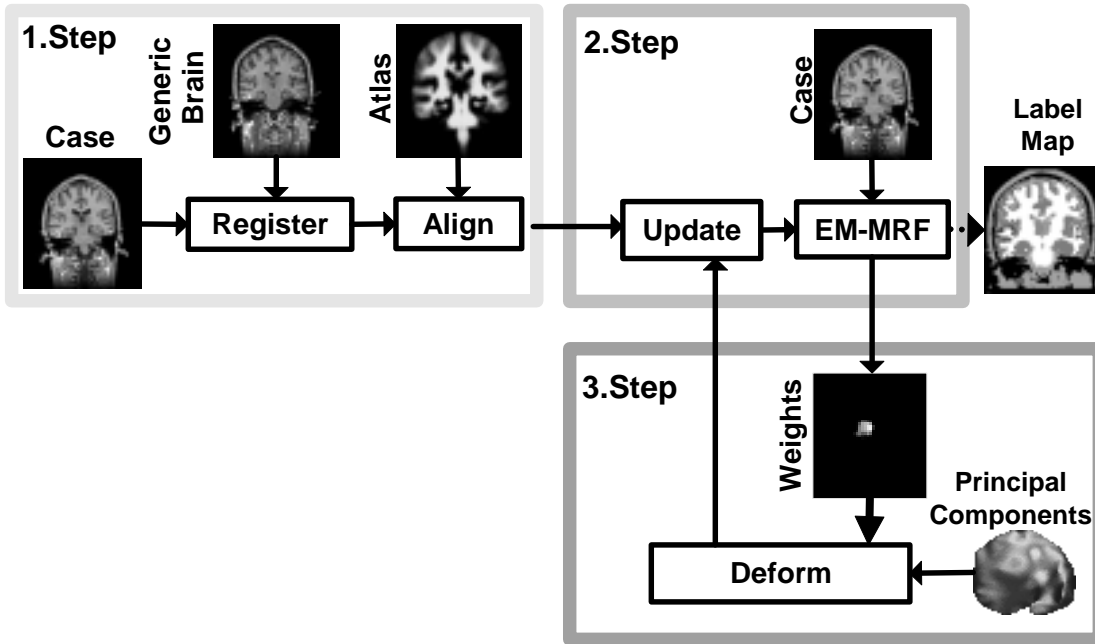 1.Step
Generic
Brain
Atlas
Case
Register
Align
2.Step
Case
Update
EM-MRF
Label
Map
3.Step
Weights
Principal
Components
Deform